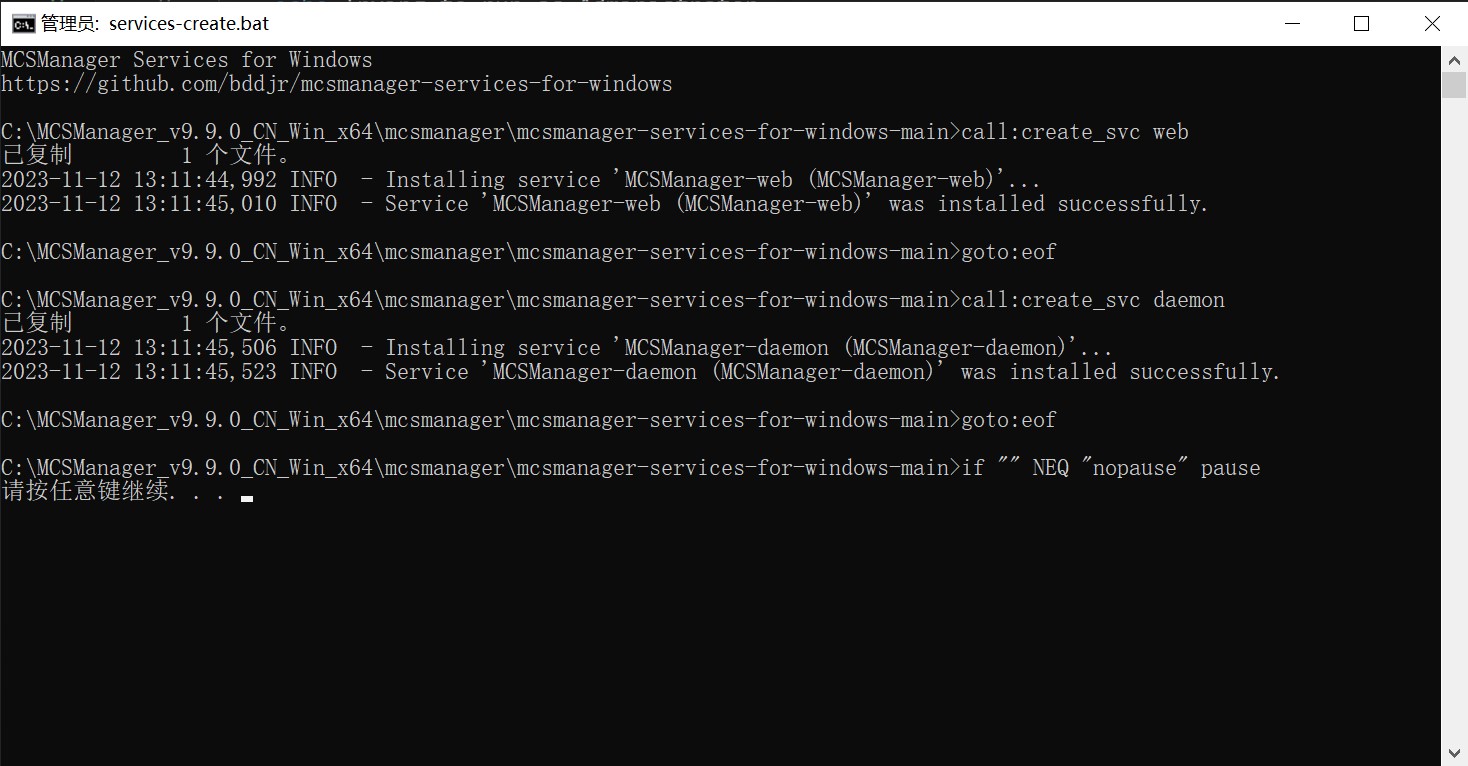 管理员: services-create.bat
MCSManager Services for Windows
https://github.com/bddjr/mcsmanager-services-for-windows
C:\MCSManager_v9.9.0_CN_Win_x64\mcsmanager\mcsmanager-services-for-windows-main>call:create_svc web
已复制         1 个文件。
2023-11-12 13:11:44,992 INFO  - Installing service 'MCSManager-web (MCSManager-web)'...
2023-11-12 13:11:45,010 INFO  - Service 'MCSManager-web (MCSManager-web)' was installed successfully.
C:\MCSManager_v9.9.0_CN_Win_x64\mcsmanager\mcsmanager-services-for-windows-main>goto:eof
C:\MCSManager_v9.9.0_CN_Win_x64\mcsmanager\mcsmanager-services-for-windows-main>call:create_svc daemon
已复制         1 个文件。
2023-11-12 13:11:45,506 INFO  - Installing service 'MCSManager-daemon (MCSManager-daemon)'...
2023-11-12 13:11:45,523 INFO  - Service 'MCSManager-daemon (MCSManager-daemon)' was installed successfully.
C:\MCSManager_v9.9.0_CN_Win_x64\mcsmanager\mcsmanager-services-for-windows-main>goto:eof
C:\MCSManager_v9.9.0_CN_Win_x64\mcsmanager\mcsmanager-services-for-windows-main>if "" NEQ "nopause" pause
请按任意键继续. . .